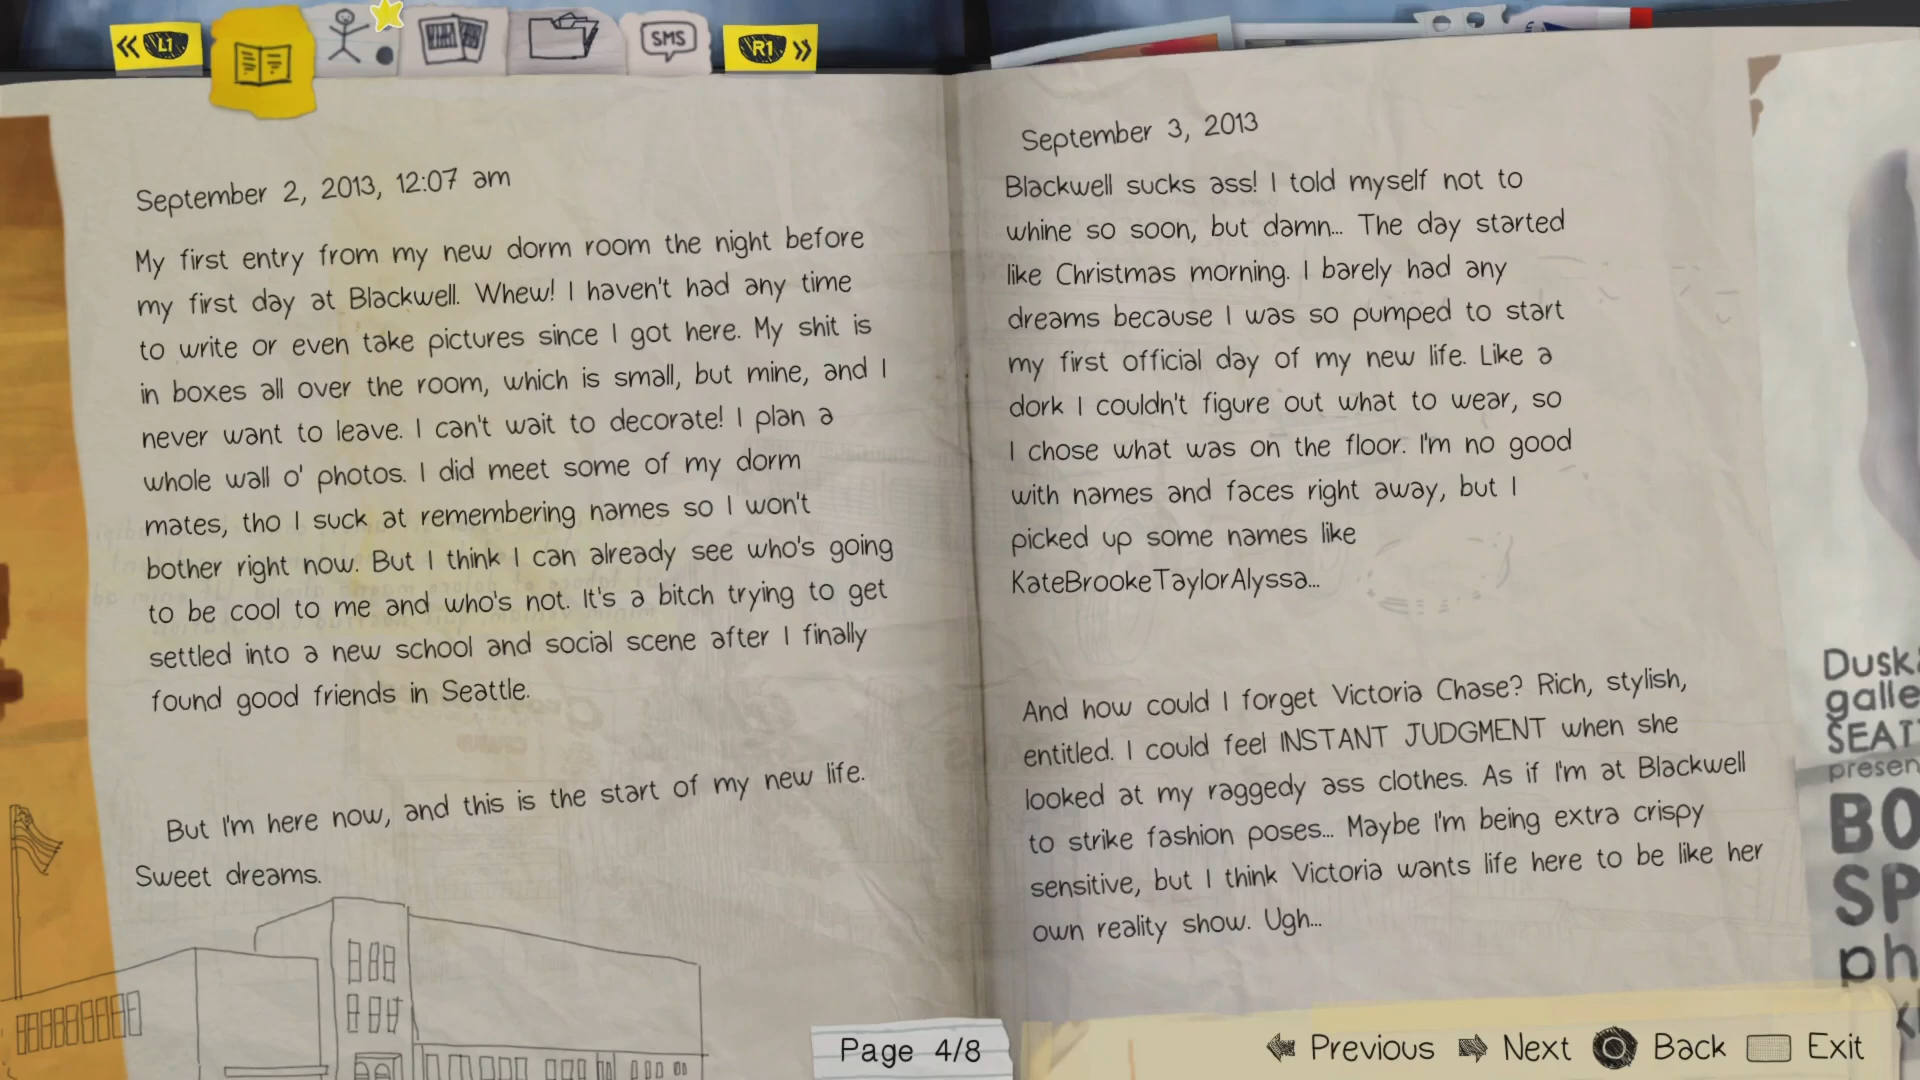 L1
SMS
R1
September 2, 2013, 12:07 am
My first entry from my new dorm room the night before
my first day at Blackwell. Whew! I haven't had any time
to write or even take pictures since I got here. My shit is
in boxes all over the room, which is small, but mine, and I
never want to leave. I can't wait to decorate! I plan a
whole wall o' photos. I did meet some of my dorm
mates, tho I suck at remembering names so I won't
bother right now. But I think I can already see who's going
to be cool to me and who's not. It's a bitch trying to get
settled into a new school and social scene after I finally
found good friends in Seattle.
But I'm here now, and this is the start of my new life.
Sweet dreams.
September 3, 2013
Blackwell sucks ass! I told myself not to
whine so soon, but damn... The day started
like Christmas morning. I barely had any
dreams because I was so pumped to start
my first official day of my new life. Like a
dork I couldn't figure out what to wear, so
I chose what was on the floor. I'm no good
with names and faces right away, but I
picked up some names like
KateBrookeTaylorAlyssa...
And how could I forget Victoria Chase? Rich, stylish,
entitled. I could feel INSTANT JUDGMENT when she
looked at my raggedy ass clothes. As if I'm at Blackwell
to strike fashion poses... Maybe I'm being extra crispy
sensitive, but I think Victoria wants life here to be like her
own reality show. Ugh...
Page 4/8
Previous Next Back Exit